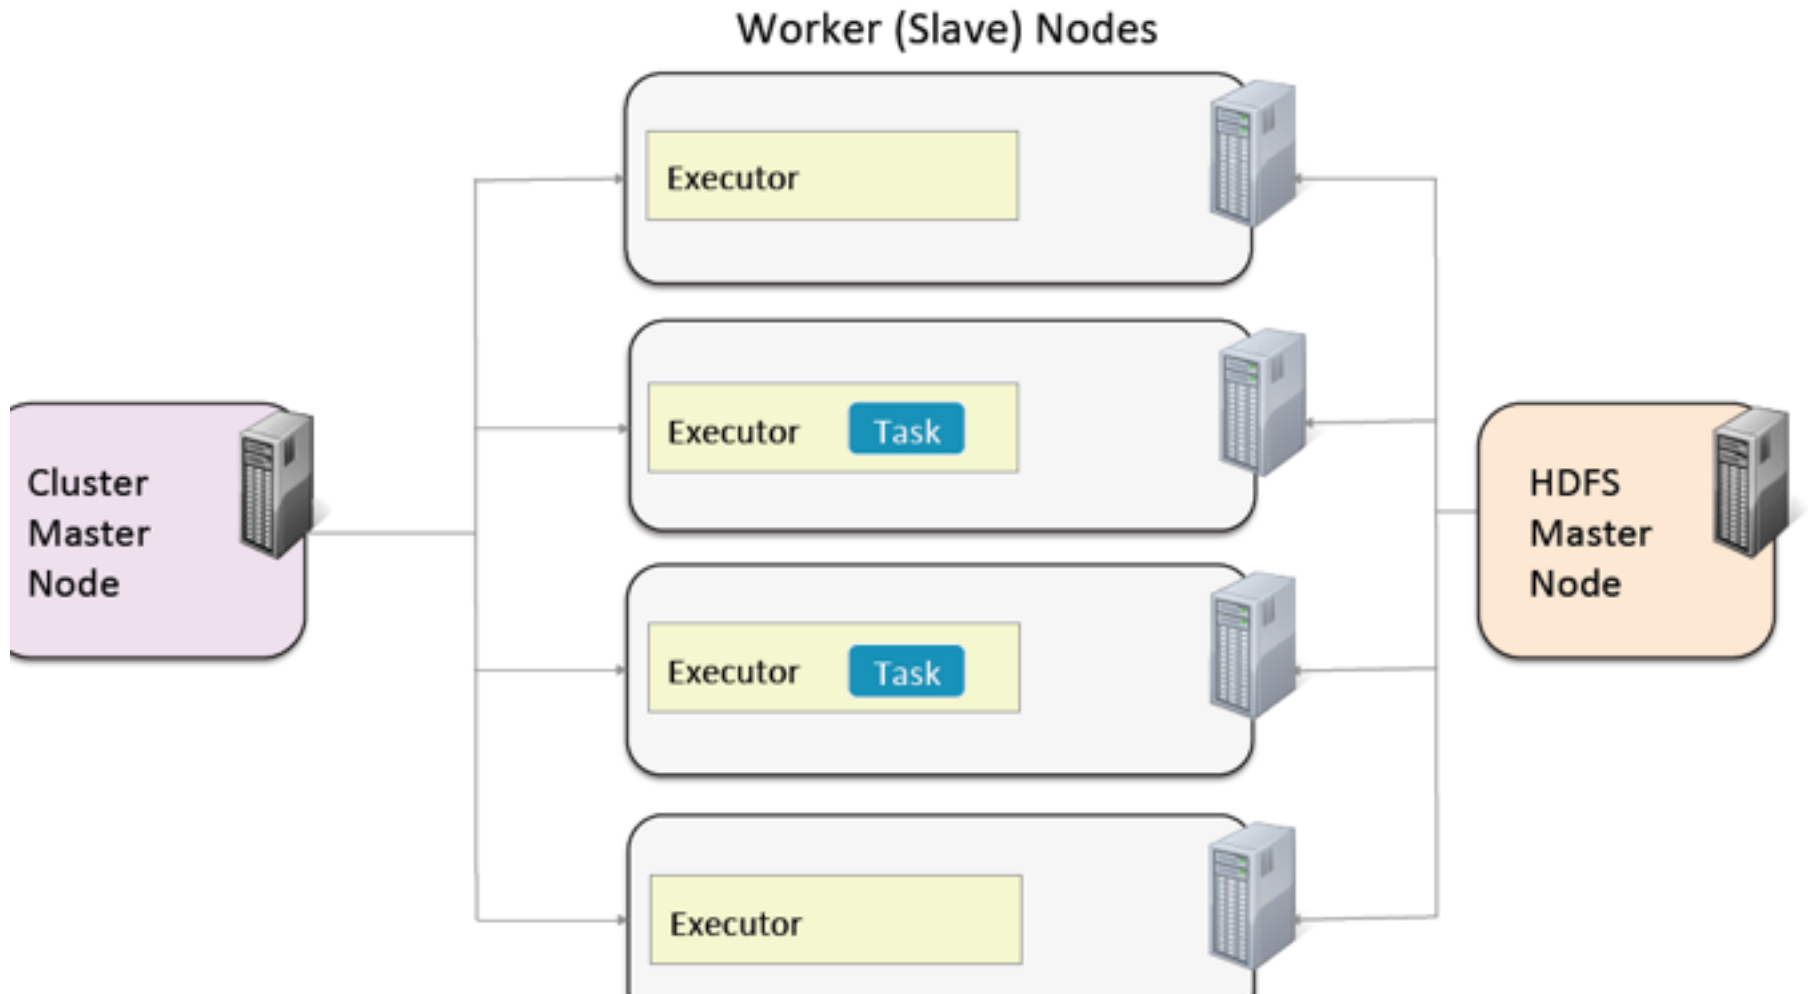 Worker (Slave) Nodes
Executor
Executor Task
Executor Task
Executor
Cluster
Master
Node
HDFS
Master
Node